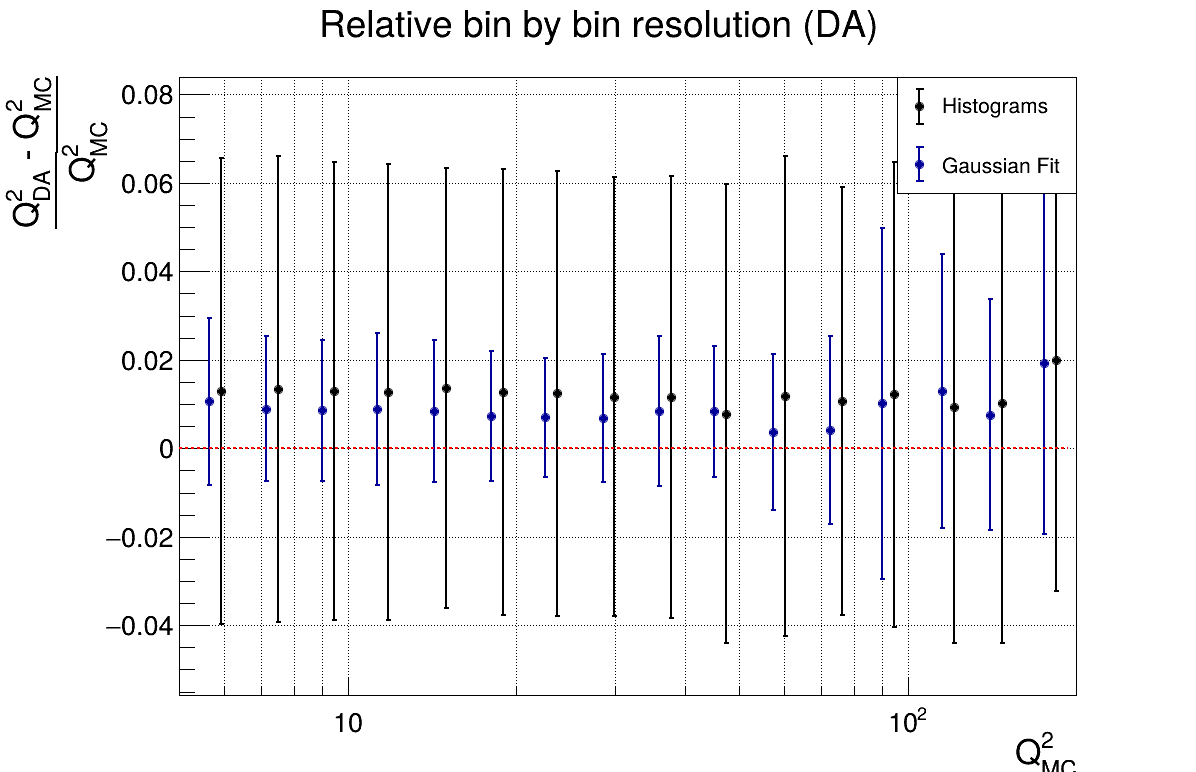 Relative bin by bin resolution (DA)
Q²DA - Q²MC
Q²MC
0.08
0.06
0.04
0.02
0
−0.02
−0.04
Histograms
Gaussian Fit
10
10²
Q²MC